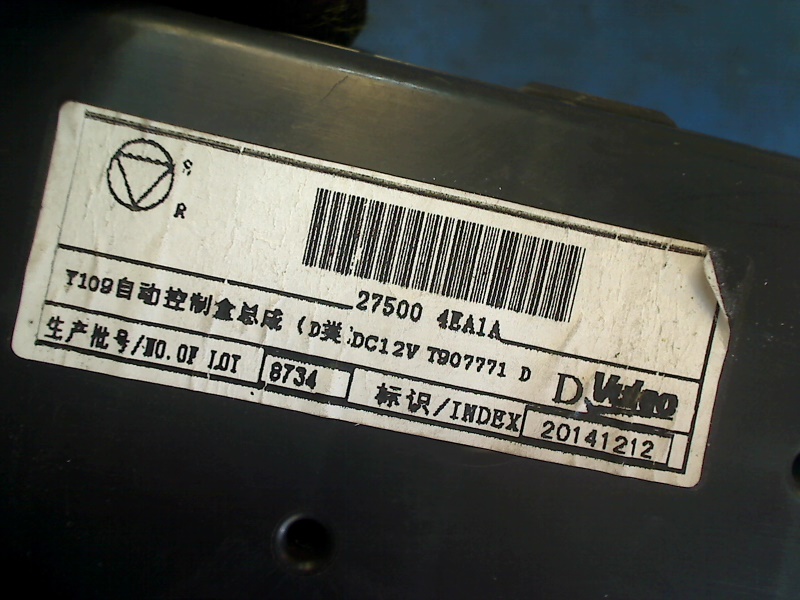 S
R
27500 4EA1A
T109自动控制盒总成 (D类 DC12V T907771 D
D Valeo
生产批号/NO.OF LOT 8734 标识/INDEX 20141212